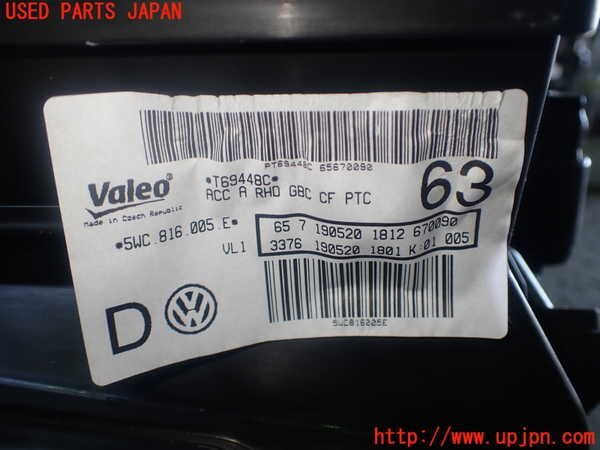 USED PARTS JAPAN
PT69448C 65670090
Valeo
Made in Czech Republic
*T69448C*
ACC A RHD GBC CF PTC
63
*5WC.816.005.E*
VL1
65 7 190520 1812 670090
3376 190520 1801 K 01 005
D
5WC816005E
http://www.upjpn.com/